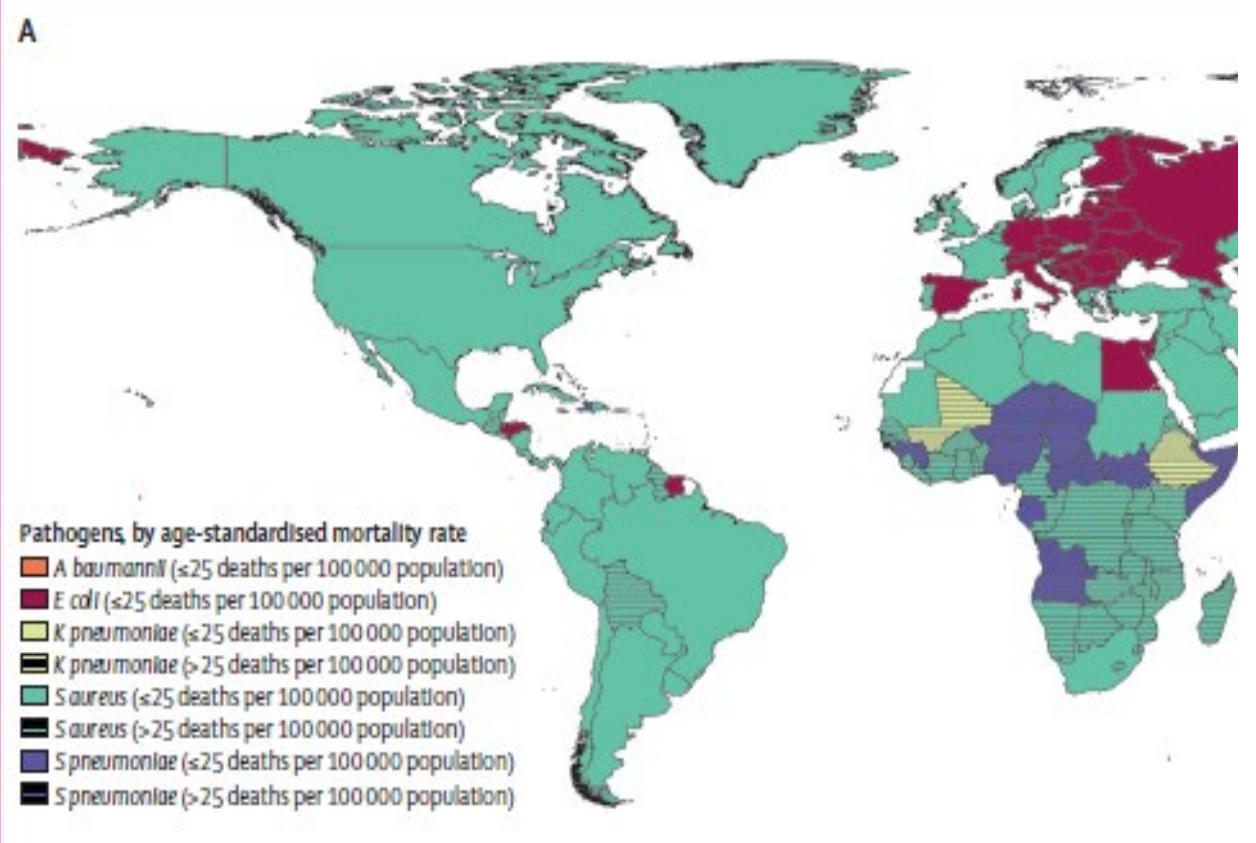 A
Pathogens, by age-standardised mortality rate
A baumannii (≤25 deaths per 100 000 population)
E coli (≤25 deaths per 100 000 population)
K pneumoniae (≤25 deaths per 100 000 population)
K pneumoniae (>25 deaths per 100 000 population)
S aureus (≤25 deaths per 100 000 population)
S aureus (>25 deaths per 100 000 population)
S pneumoniae (≤25 deaths per 100 000 population)
S pneumoniae (>25 deaths per 100 000 population)